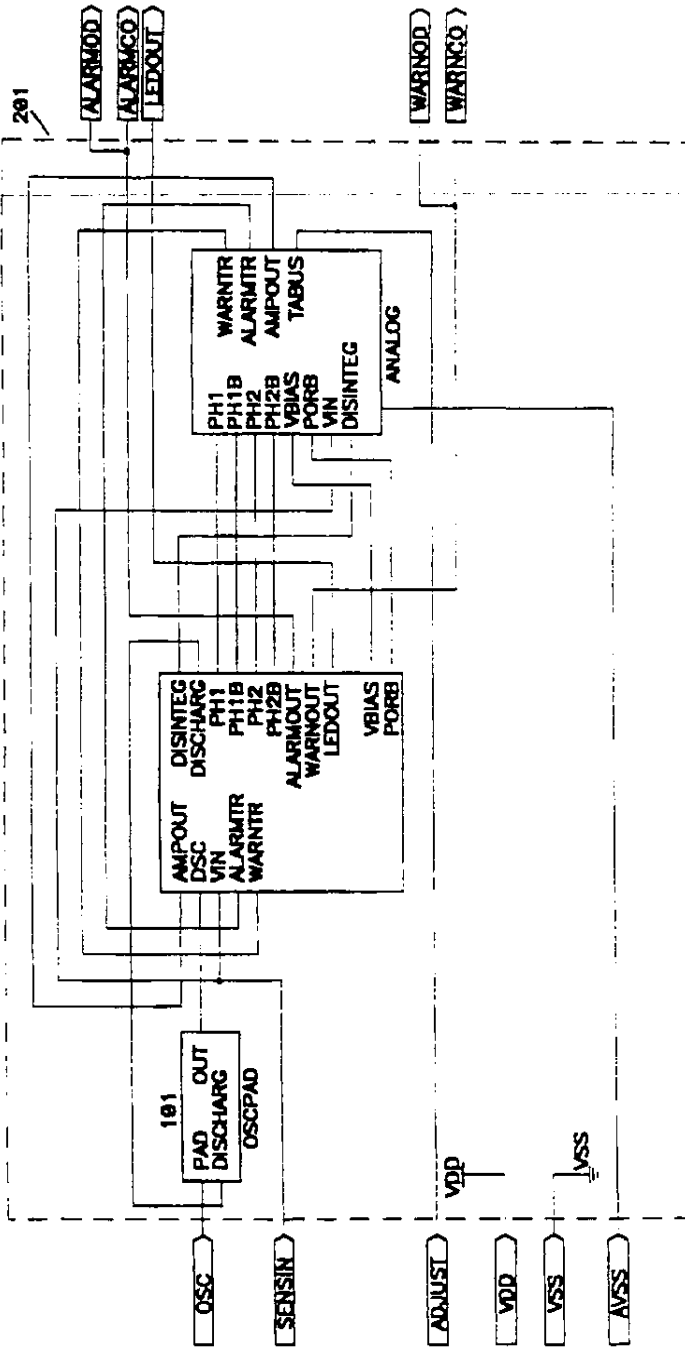 201
ALARMOD
ALARMCO
LEDOUT
WARNOD
WARNCO
WARNTR
ALARMTR
AMPOUT
TABUS
PH1
PH1B
PH2
PH2B
VBIAS
PORB
VIN
DISINTEG
ANALOG
DISINTEG
DISCHARG
PH1
PH1B
PH2
PH2B
ALARMOUT
WARNOUT
LEDOUT
VBIAS
PORB
AMPOUT
DSC
VIN
ALARMTR
WARNTR
101
PAD OUT
DISCHARG
OSCPAD
VDD
VSS
OSC
SENSIN
ADJUST
VDD
VSS
AVSS